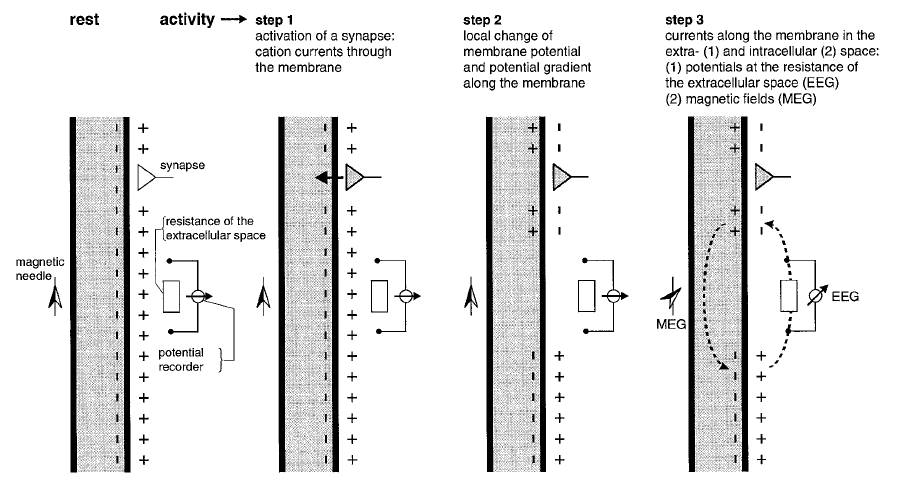 rest
activity
step 1
activation of a synapse:
cation currents through
the membrane
step 2
local change of
membrane potential
and potential gradient
along the membrane
step 3
currents along the membrane in the
extra- (1) and intracellular (2) space:
(1) potentials at the resistance of
the extracellular space (EEG)
(2) magnetic fields (MEG)
synapse
resistance of the
extracellular space
magnetic
needle
potential
recorder
MEG
EEG